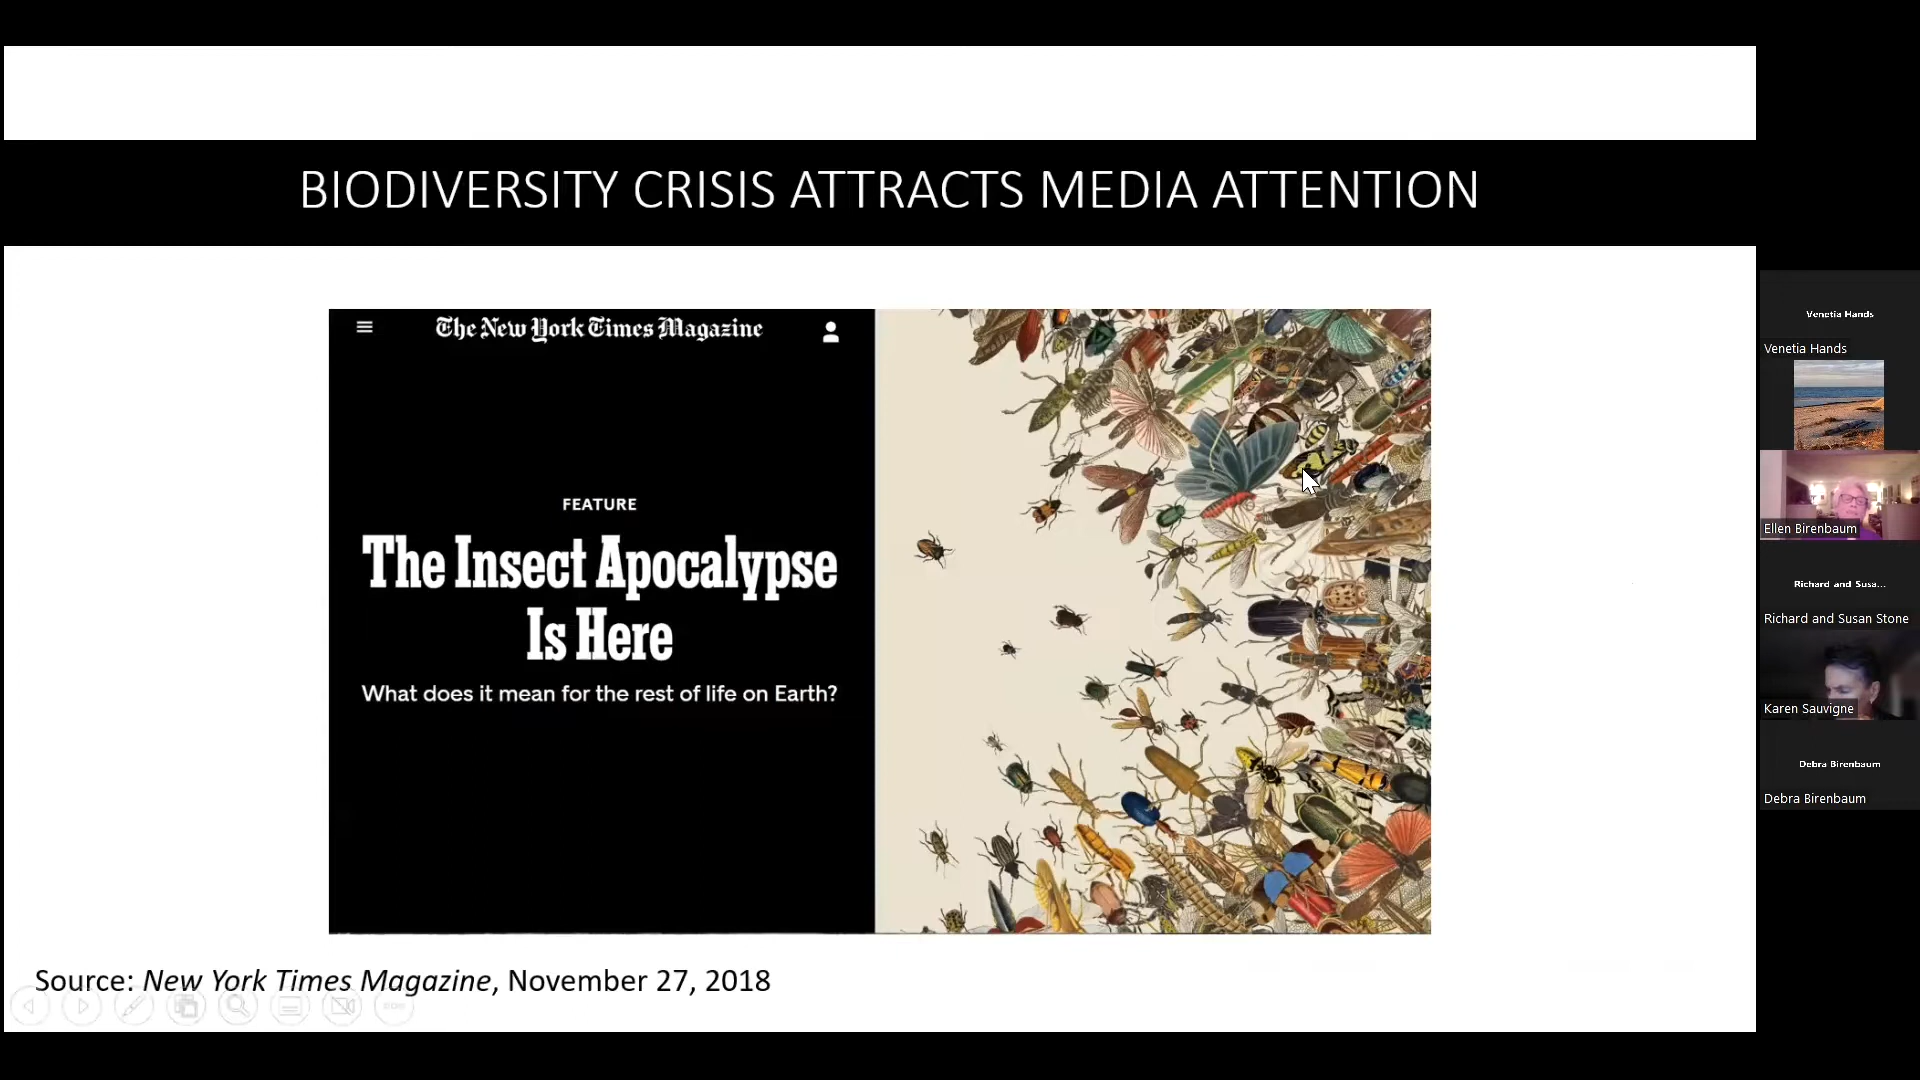 BIODIVERSITY CRISIS ATTRACTS MEDIA ATTENTION
The New York Times Magazine
FEATURE
The Insect Apocalypse
Is Here
What does it mean for the rest of life on Earth?
Source: New York Times Magazine, November 27, 2018
Venetia Hands
Venetia Hands
Ellen Birenbaum
Richard and Susa...
Richard and Susan Stone
Karen Sauvigne
Debra Birenbaum
Debra Birenbaum